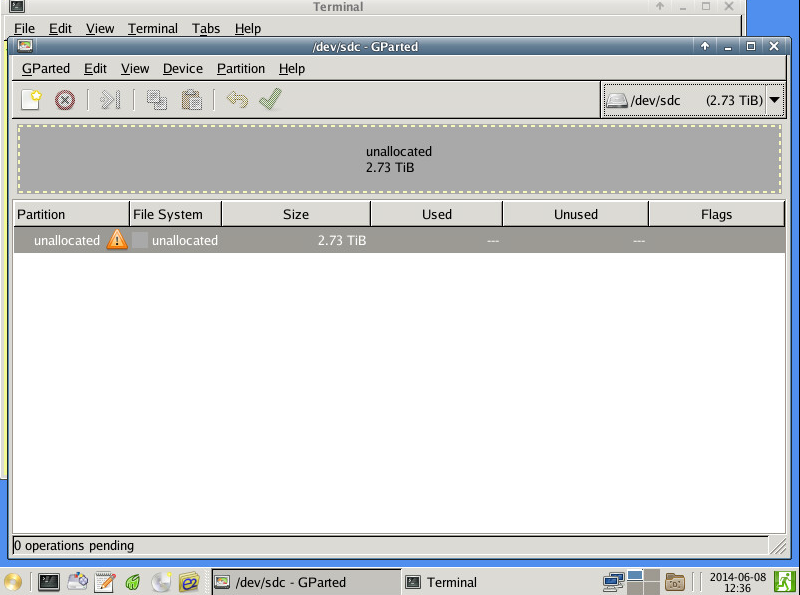 Terminal
File Edit View Terminal Tabs Help
/dev/sdc - GParted
GParted Edit View Device Partition Help
/dev/sdc (2.73 TiB)
unallocated
2.73 TiB
Partition File System Size Used Unused Flags
unallocated unallocated 2.73 TiB --- ---
0 operations pending
e2 /dev/sdc - GParted Terminal 2014-06-08
12:36